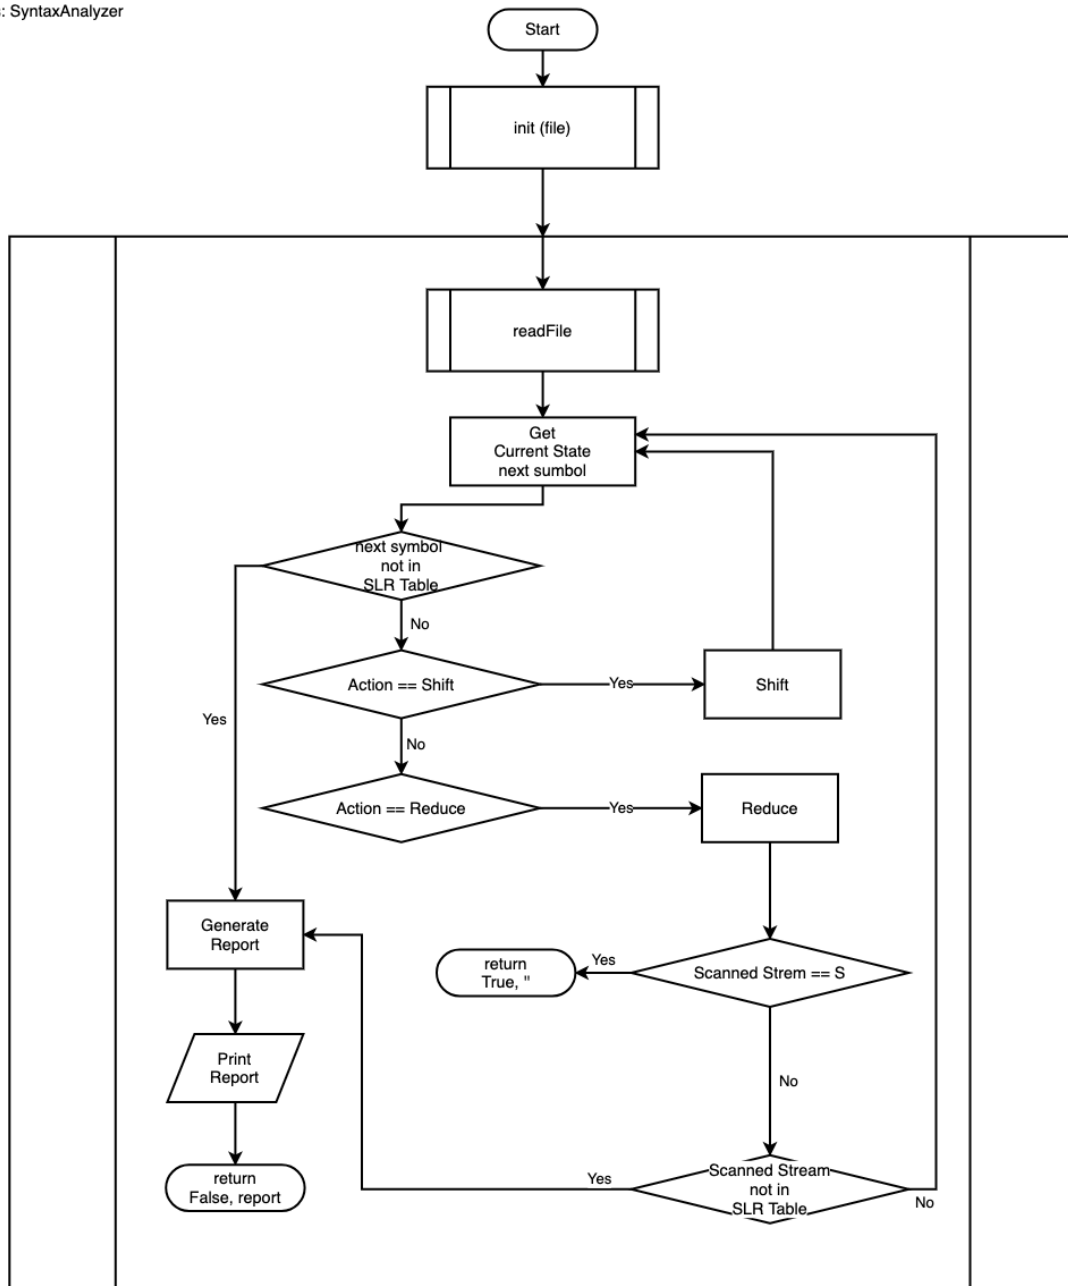 : SyntaxAnalyzer
Start
init (file)
readFile
Get
Current State
next sumbol
next symbol
not in
SLR Table
No
Action == Shift
Yes
Shift
Yes
No
Action == Reduce
Yes
Reduce
Generate
Report
return
True, "
Yes
Scanned Strem == S
Print
Report
No
return
False, report
Yes
Scanned Stream
not in
SLR Table
No